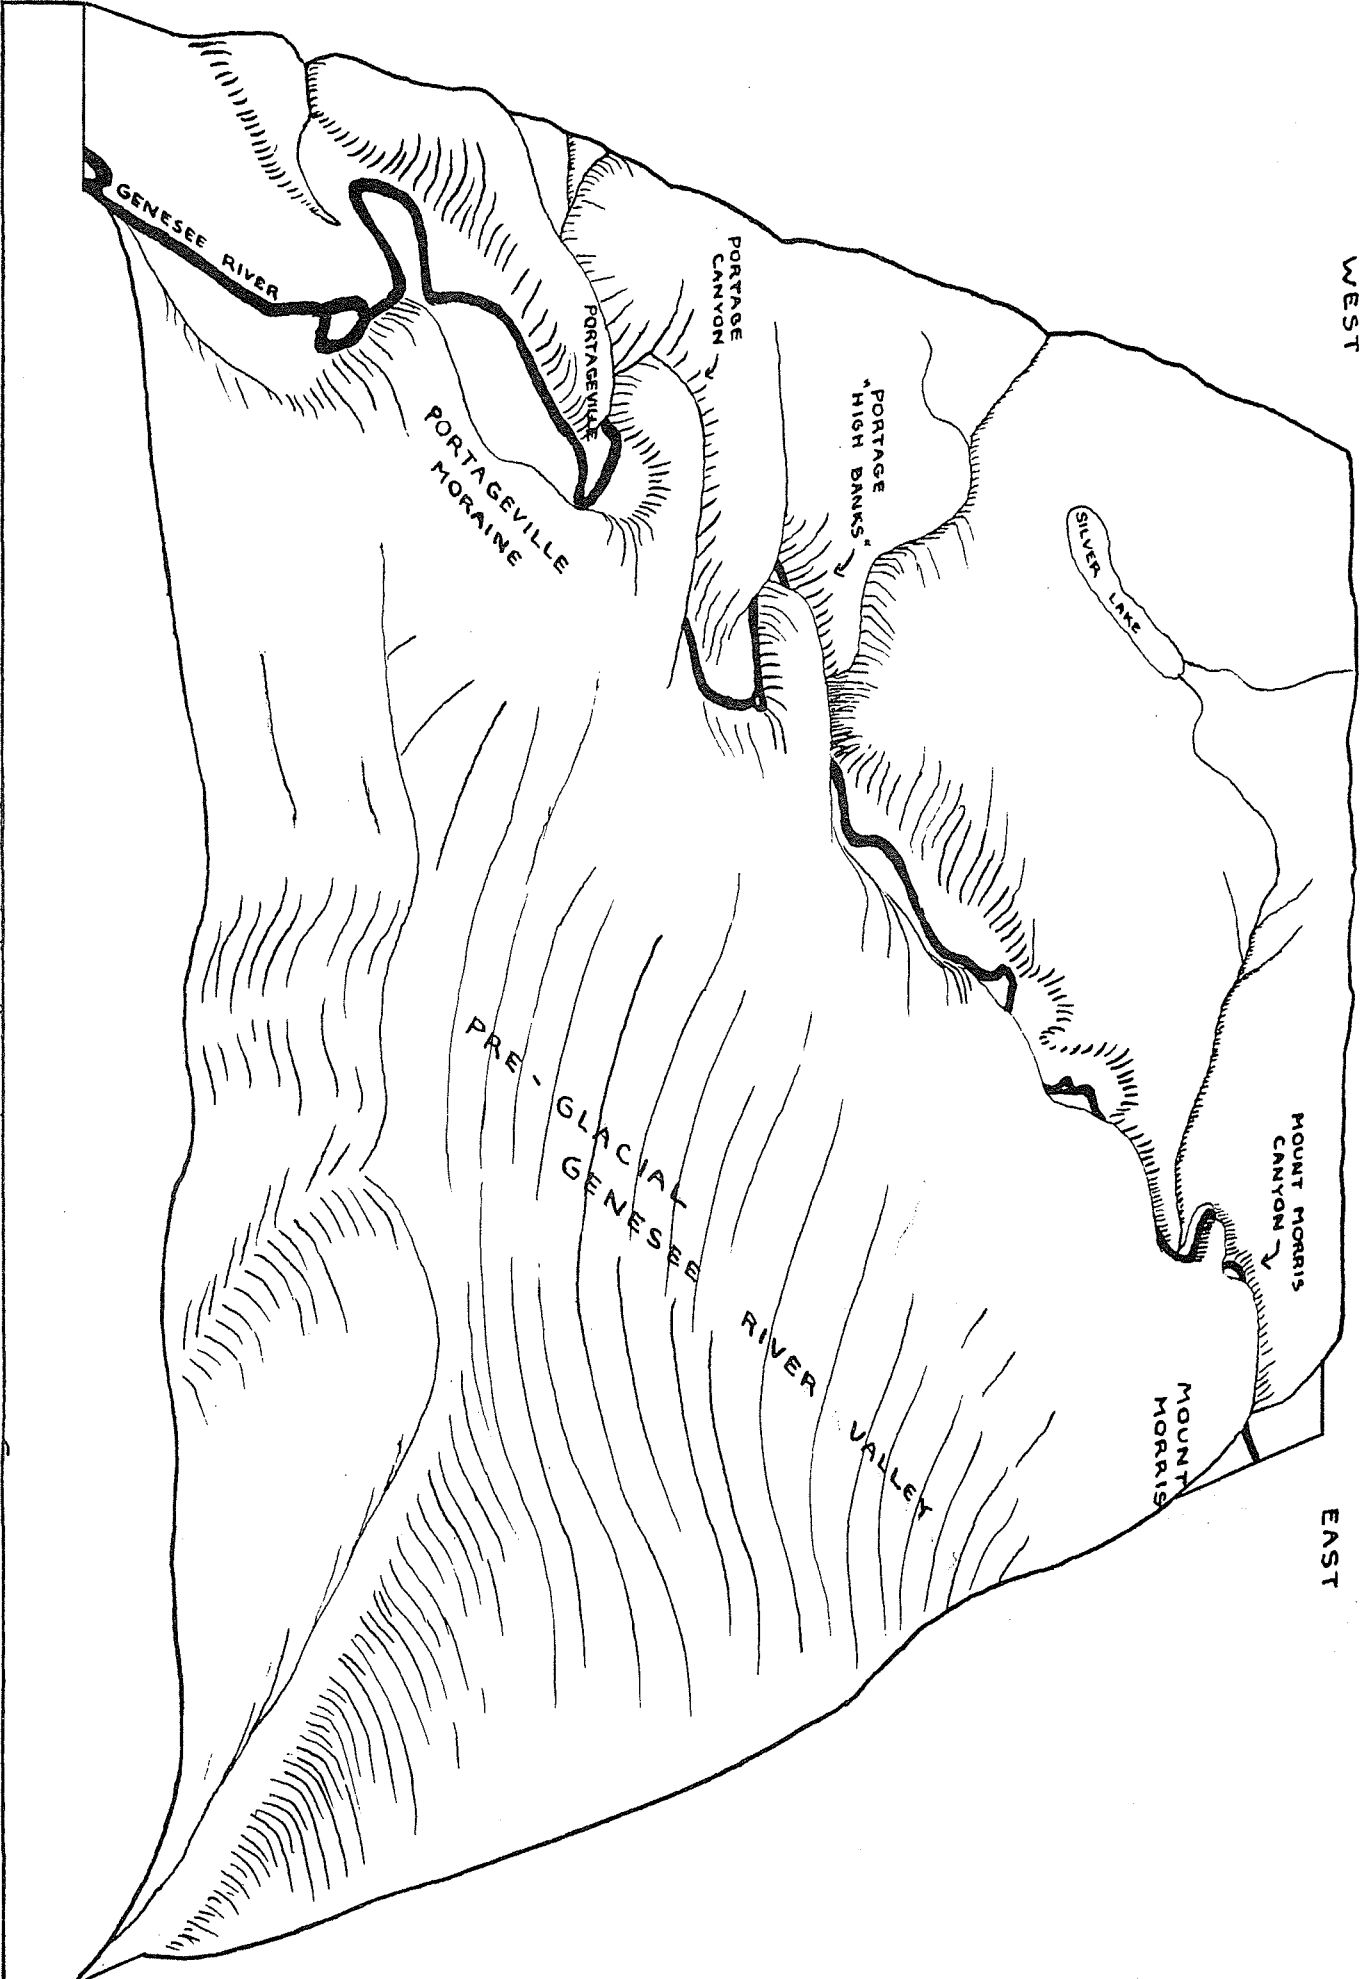 WEST
EAST
SILVER LAKE
MOUNT MORRIS
CANYON
MOUNT
MORRIS
"PORTAGE
"HIGH BANKS"
PORTAGE
CANYON
PORTAGEVILLE
GENESEE RIVER
PORTAGEVILLE
MORAINE
PRE-GLACIAL
GENESEE
RIVER VALLEY